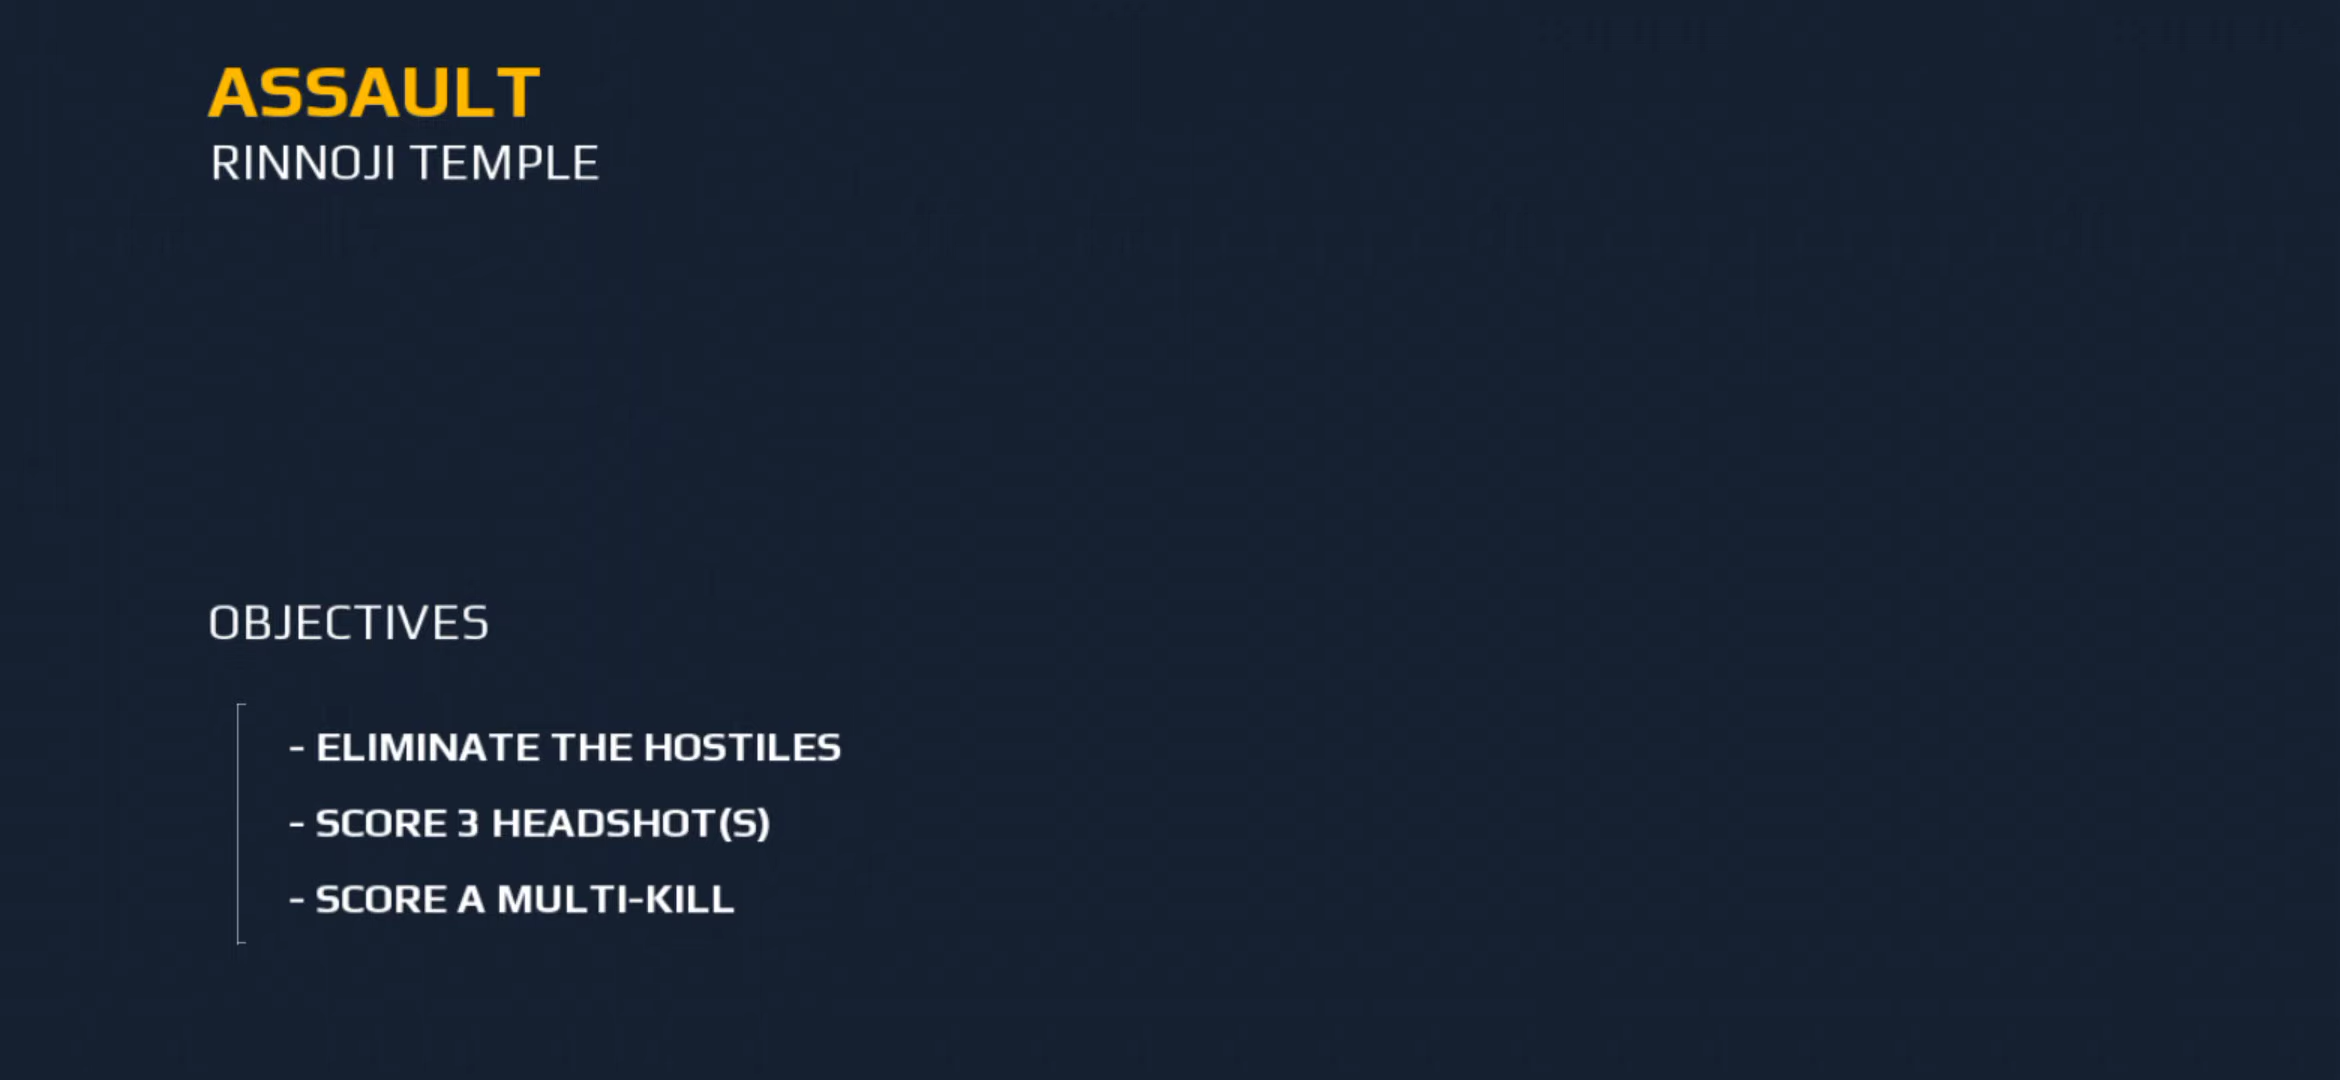 ASSAULT
RINNOJI TEMPLE
OBJECTIVES
- ELIMINATE THE HOSTILES
- SCORE 3 HEADSHOT(S)
- SCORE A MULTI-KILL